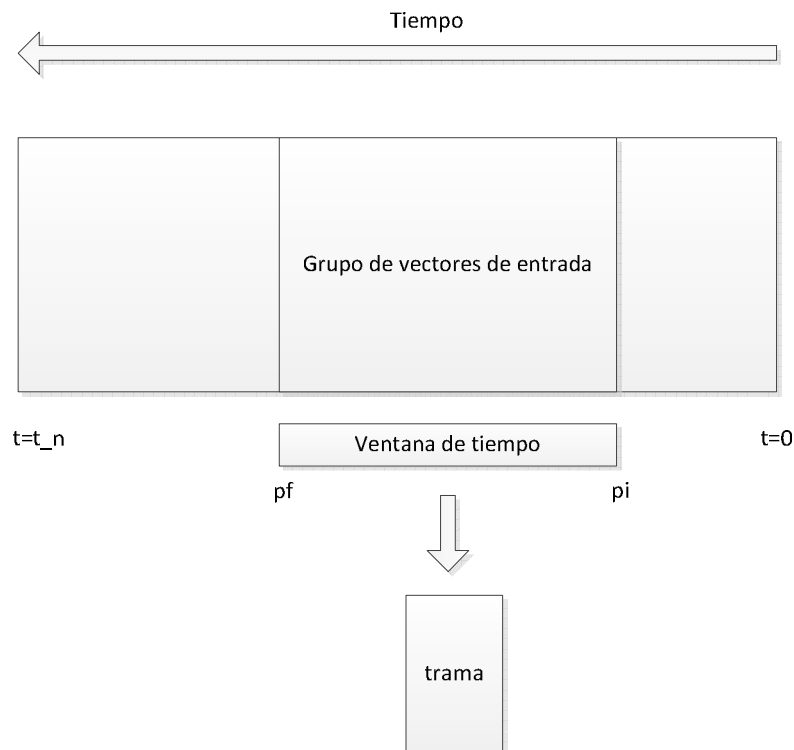 Tiempo
Grupo de vectores de entrada
t=t_n
Ventana de tiempo
t=0
pf
pi
trama